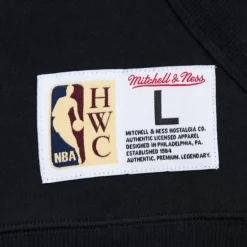 Mitchell & Ness
H
W
C
NBA
L
MITCHELL & NESS NOSTALGIA CO.
AUTHENTIC LICENSED APPAREL
DESIGNED IN PHILADELPHIA, PA.
ESTABLISHED 1904
AUTHENTIC. PREMIUM. LEGENDARY.